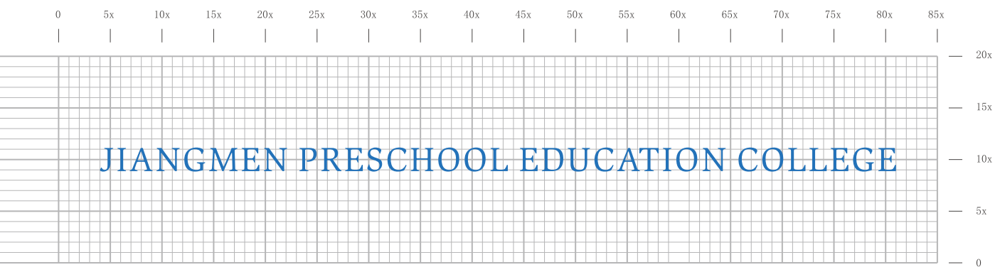 0 5x 10x 15x 20x 25x 30x 35x 40x 45x 50x 55x 60x 65x 70x 75x 80x 85x
20x
15x
JIANGMEN PRESCHOOL EDUCATION COLLEGE
10x
5x
0